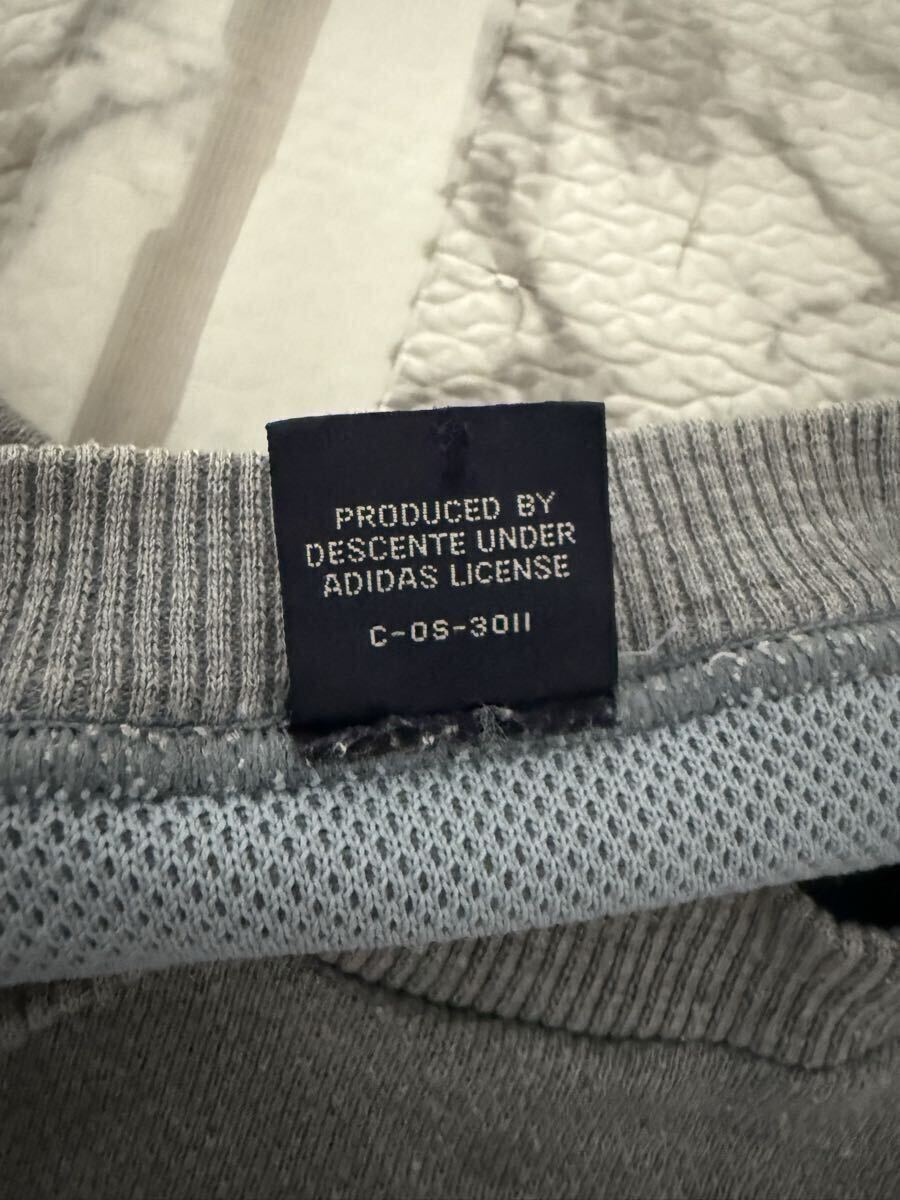 PRODUCED BY
DESCENTE UNDER
ADIDAS LICENSE
C-OS-3011